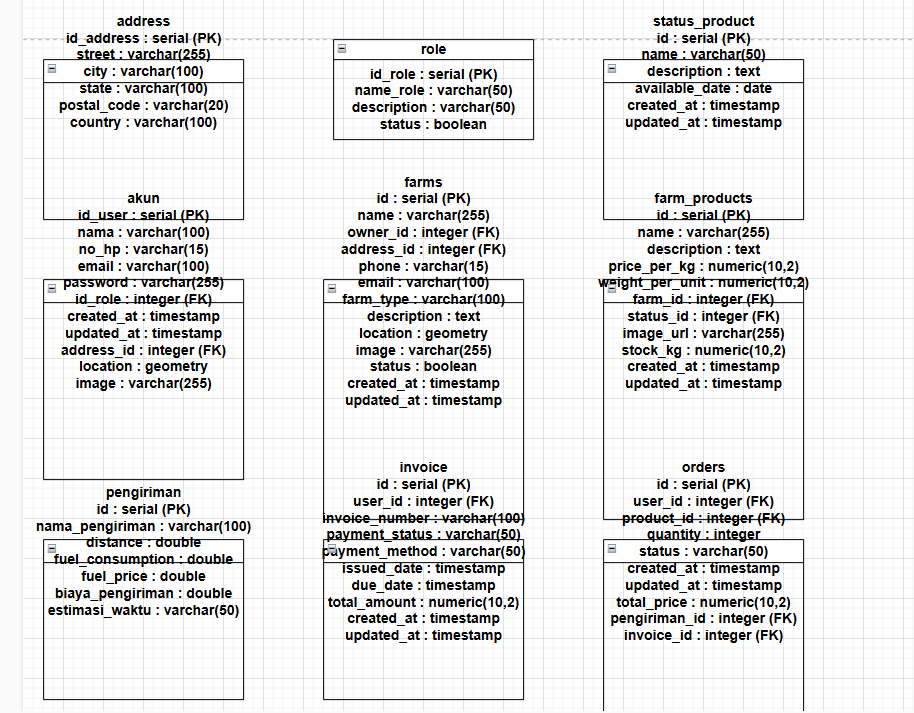 address
id_address : serial (PK)
street : varchar(255)
city : varchar(100)
state : varchar(100)
postal_code : varchar(20)
country : varchar(100)
role
id_role : serial (PK)
name_role : varchar(50)
description : varchar(50)
status : boolean
status_product
id : serial (PK)
name : varchar(50)
description : text
available_date : date
created_at : timestamp
updated_at : timestamp
akun
id_user : serial (PK)
nama : varchar(100)
no_hp : varchar(15)
email : varchar(100)
password : varchar(255)
id_role : integer (FK)
created_at : timestamp
updated_at : timestamp
address_id : integer (FK)
location : geometry
image : varchar(255)
farms
id : serial (PK)
name : varchar(255)
owner_id : integer (FK)
address_id : integer (FK)
phone : varchar(15)
email : varchar(100)
farm_type : varchar(100)
description : text
location : geometry
image : varchar(255)
status : boolean
created_at : timestamp
updated_at : timestamp
farm_products
id : serial (PK)
name : varchar(255)
description : text
price_per_kg : numeric(10,2)
weight_per_unit : numeric(10,2)
farm_id : integer (FK)
status_id : integer (FK)
image_url : varchar(255)
stock_kg : numeric(10,2)
created_at : timestamp
updated_at : timestamp
pengiriman
id : serial (PK)
nama_pengiriman : varchar(100)
distance : double
fuel_consumption : double
fuel_price : double
biaya_pengiriman : double
estimasi_waktu : varchar(50)
invoice
id : serial (PK)
user_id : integer (FK)
invoice_number : varchar(100)
payment_status : varchar(50)
payment_method : varchar(50)
issued_date : timestamp
due_date : timestamp
total_amount : numeric(10,2)
created_at : timestamp
updated_at : timestamp
orders
id : serial (PK)
user_id : integer (FK)
product_id : integer (FK)
quantity : integer
status : varchar(50)
created_at : timestamp
updated_at : timestamp
total_price : numeric(10,2)
pengiriman_id : integer (FK)
invoice_id : integer (FK)